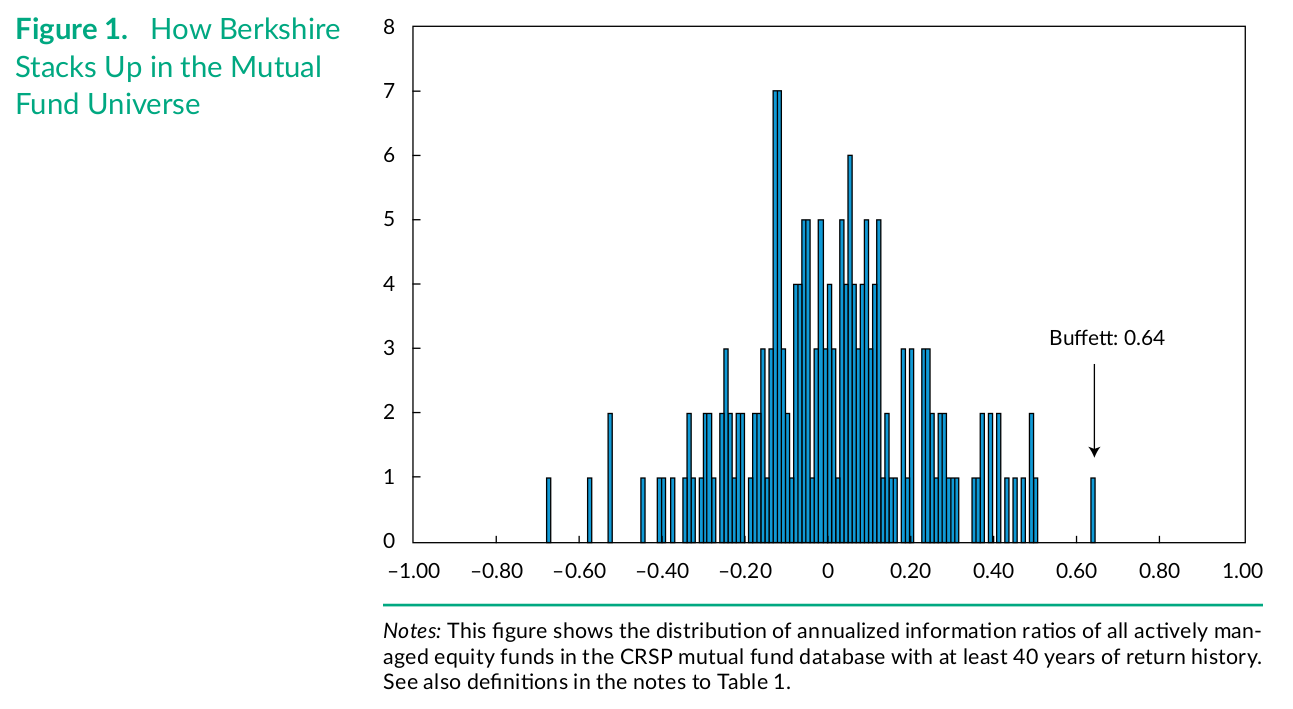 Figure 1. How Berkshire
Stacks Up in the Mutual
Fund Universe
8
7
6
5
4
3
2
1
0
Buffett: 0.64
–1.00 –0.80 –0.60 –0.40 –0.20 0 0.20 0.40 0.60 0.80 1.00
Notes: This figure shows the distribution of annualized information ratios of all actively man-
aged equity funds in the CRSP mutual fund database with at least 40 years of return history.
See also definitions in the notes to Table 1.